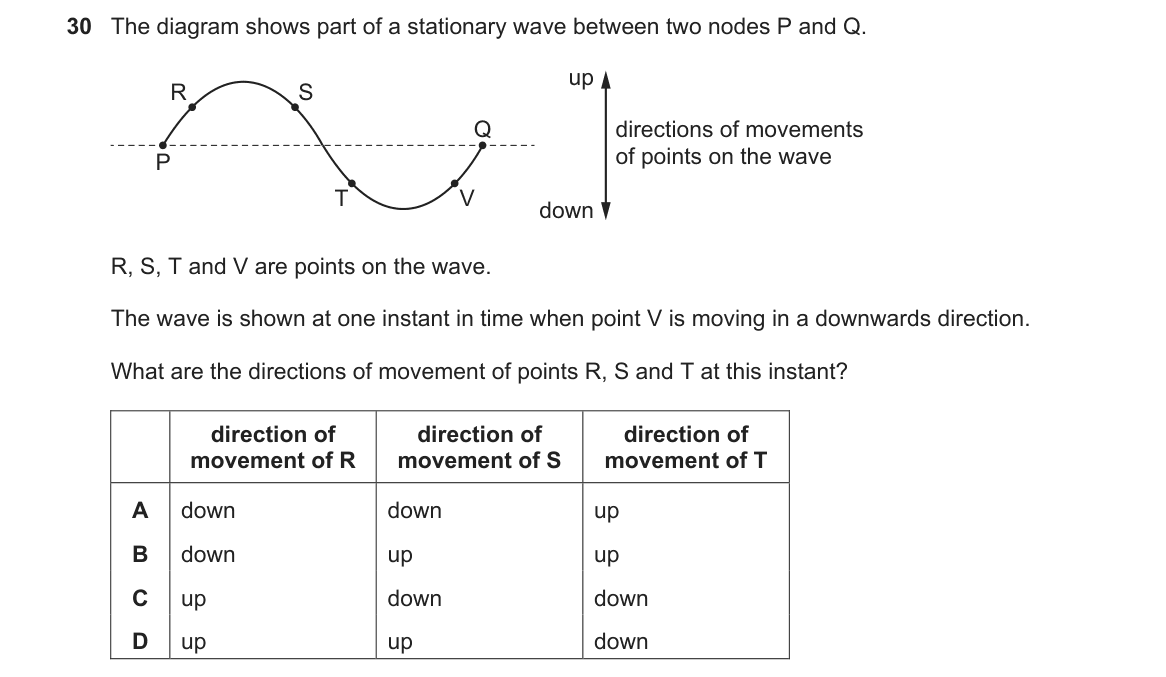 30 The diagram shows part of a stationary wave between two nodes P and Q.
up
R
S
Q
directions of movements
of points on the wave
P
T
V
down
R, S, T and V are points on the wave.
The wave is shown at one instant in time when point V is moving in a downwards direction.
What are the directions of movement of points R, S and T at this instant?
direction of movement of R direction of movement of S direction of movement of T
A down down up
B down up up
C up down down
D up up down